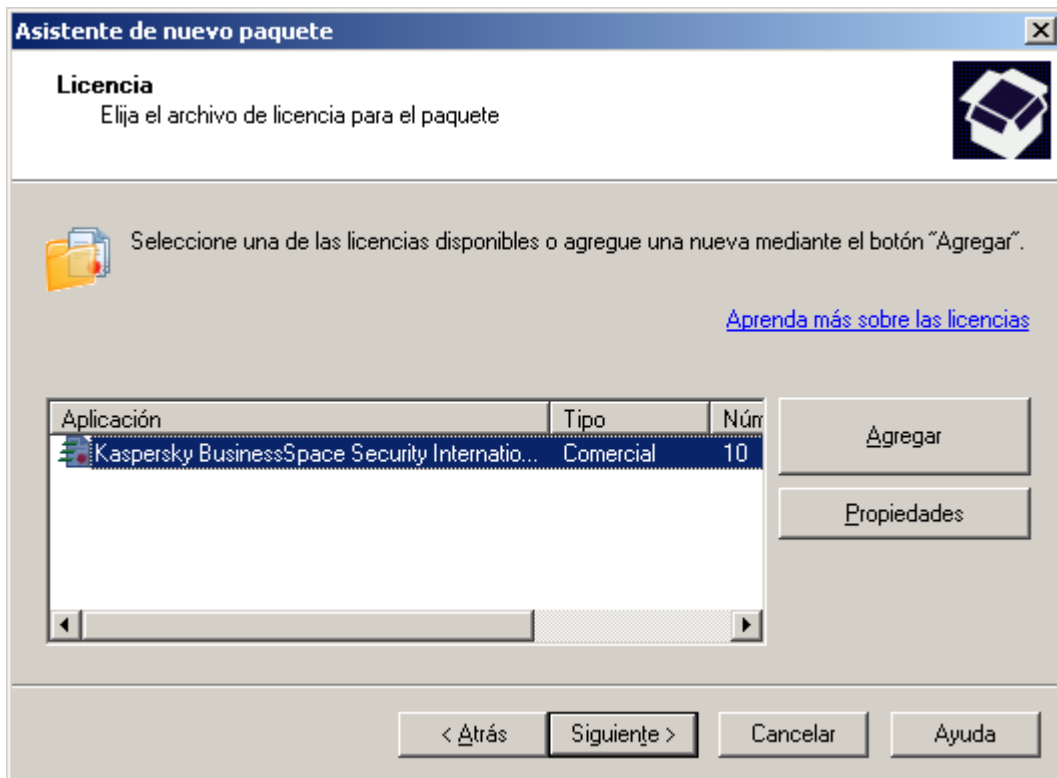 Asistente de nuevo paquete
Licencia
Elija el archivo de licencia para el paquete
Seleccione una de las licencias disponibles o agregue una nueva mediante el botón "Agregar".
Aprenda más sobre las licencias
Aplicación Tipo Núm
Kaspersky BusinessSpace Security Internatio... Comercial 10
Agregar
Propiedades
< Atrás Siguiente > Cancelar Ayuda